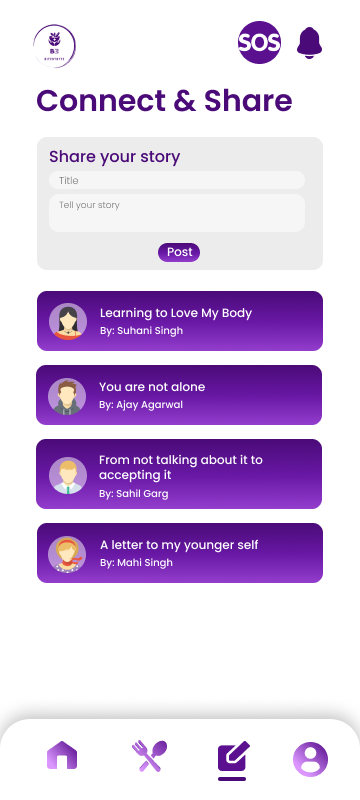 SOS
Connect & Share
Share your story
Title
Tell your story
Post
Learning to Love My Body
By: Suhani Singh
You are not alone
By: Ajay Agarwal
From not talking about it to
accepting it
By: Sahil Garg
A letter to my younger self
By: Mahi Singh